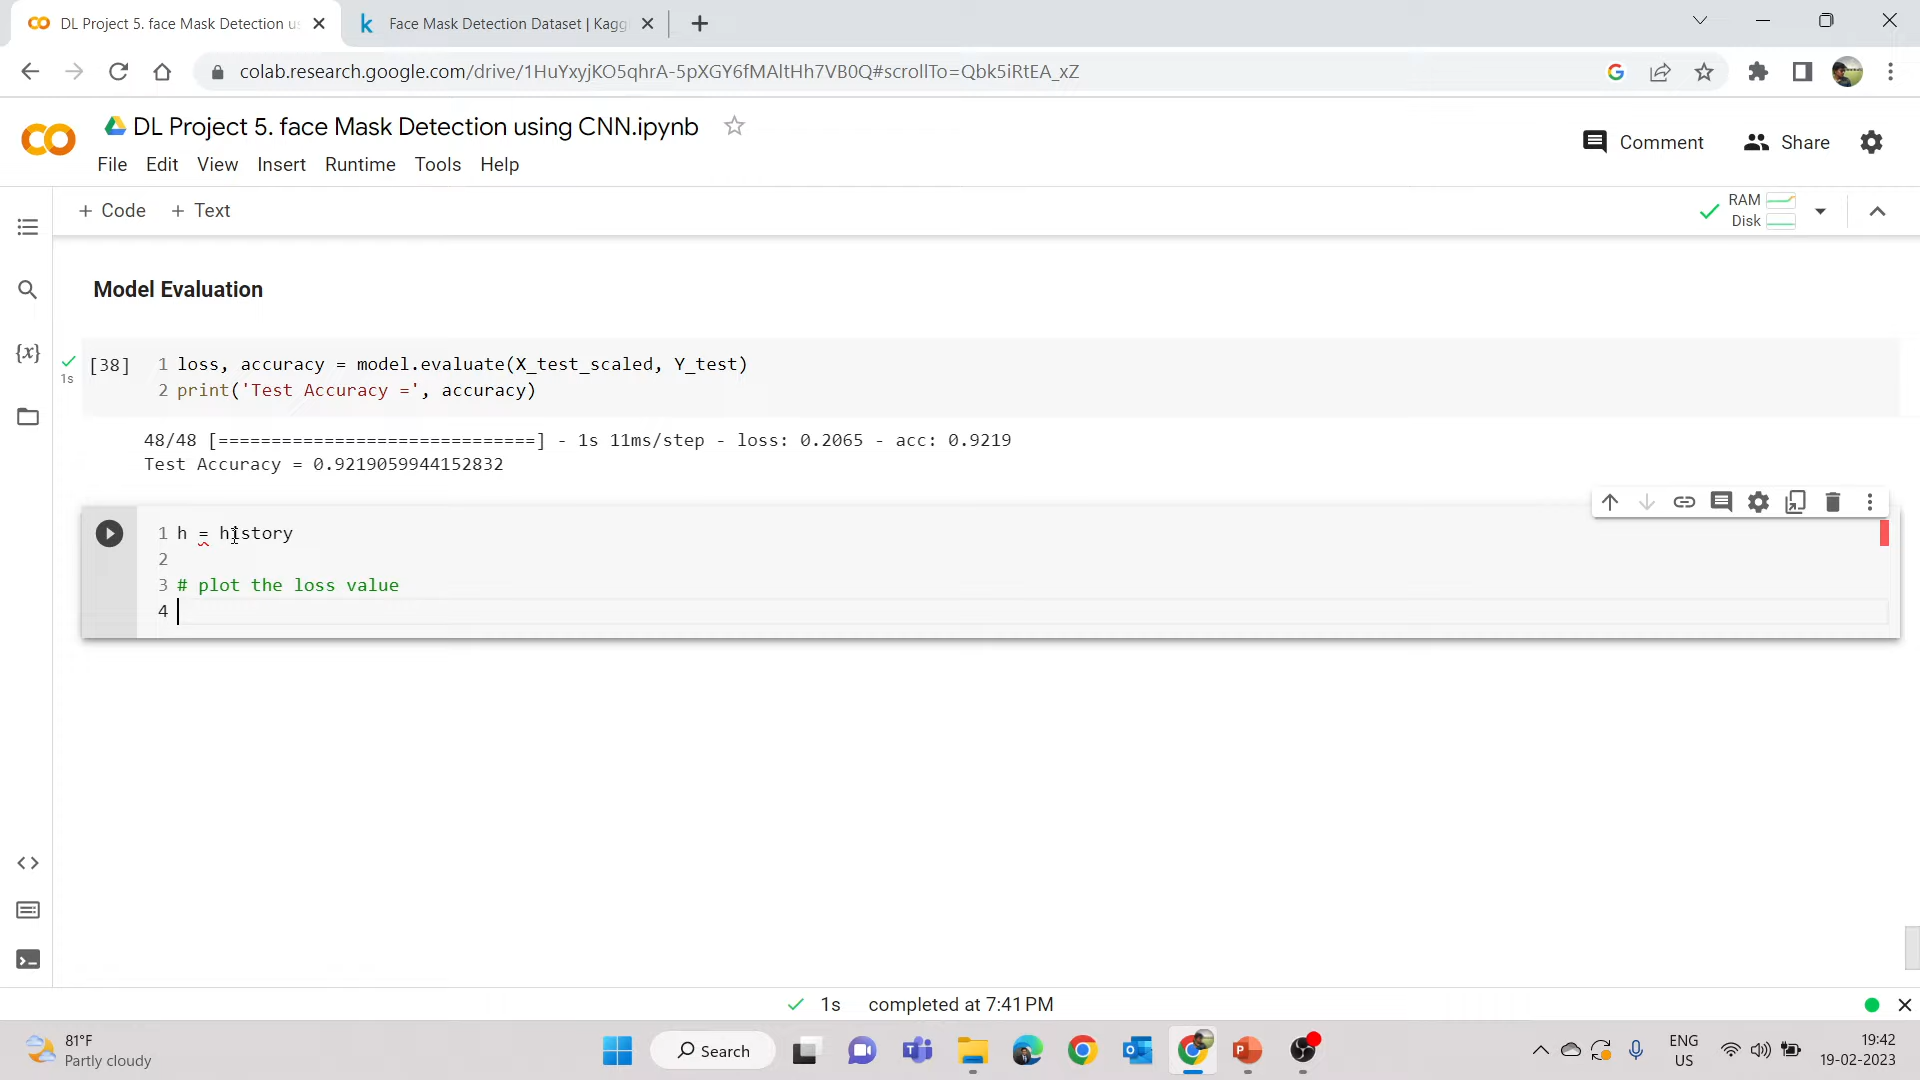 DL Project 5. face Mask Detection us
Face Mask Detection Dataset | Kagg
colab.research.google.com/drive/1HuYxyjKO5qhrA-5pXGY6fMAltHh7VB0Q#scrollTo=Qbk5iRtEA_xZ
DL Project 5. face Mask Detection using CNN.ipynb
Comment
Share
File Edit View Insert Runtime Tools Help
+ Code + Text
RAM
Disk
Model Evaluation
1s
[38]
1 loss, accuracy = model.evaluate(X_test_scaled, Y_test)
2 print('Test Accuracy =', accuracy)
48/48 [==============================] - 1s 11ms/step - loss: 0.2065 - acc: 0.9219
Test Accuracy = 0.9219059944152832
1 h = history
2
3 # plot the loss value
4
1s completed at 7:41 PM
81°F
Partly cloudy
Search
ENG
US
19:42
19-02-2023